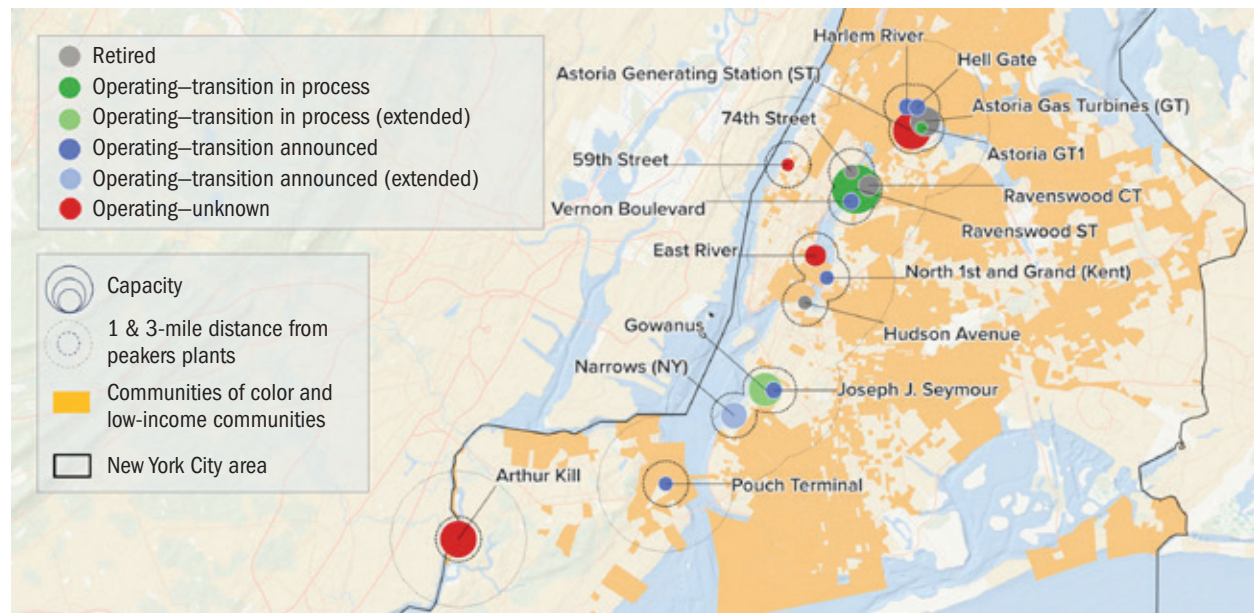 Retired
Operating—transition in process
Operating—transition in process (extended)
Operating—transition announced
Operating—transition announced (extended)
Operating—unknown
Capacity
1 & 3-mile distance from
peakers plants
Communities of color and
low-income communities
New York City area
Harlem River
Hell Gate
Astoria Generating Station (ST)
Astoria Gas Turbines (GT)
74th Street
Astoria GT1
59th Street
Ravenswood CT
Vernon Boulevard
Ravenswood ST
East River
North 1st and Grand (Kent)
Gowanus
Hudson Avenue
Narrows (NY)
Joseph J. Seymour
Arthur Kill
Pouch Terminal